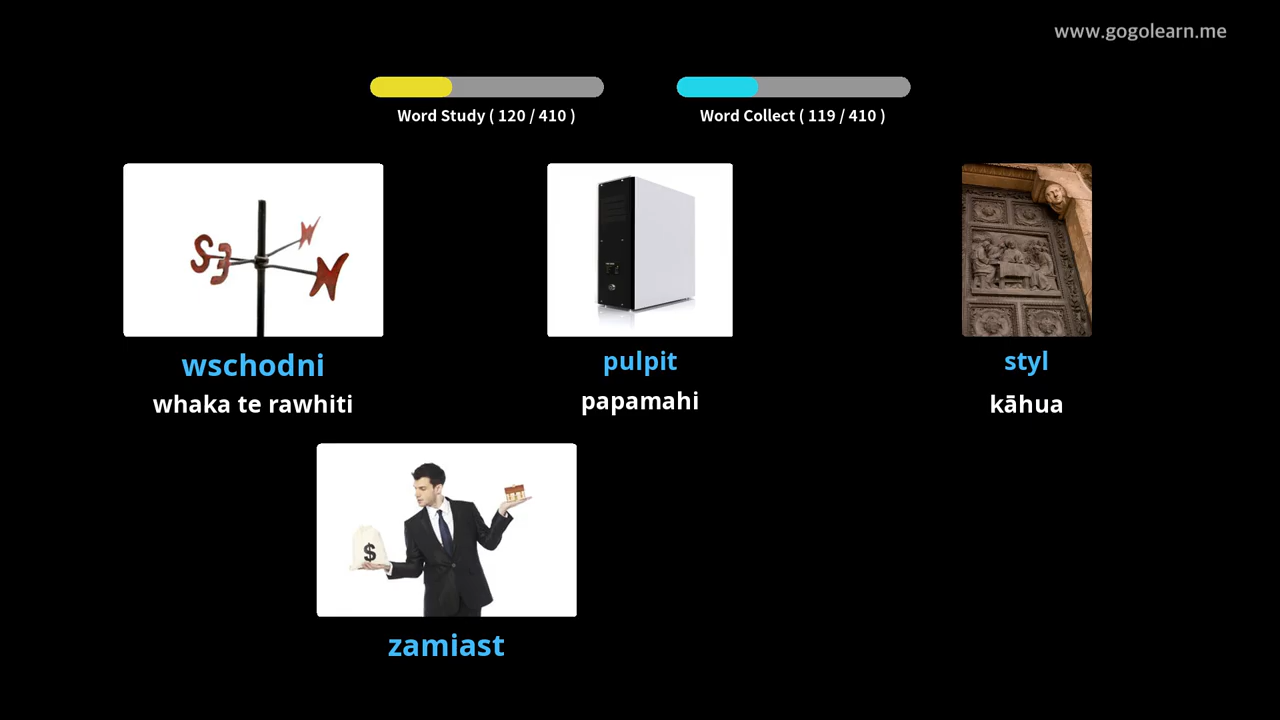 www.gogolearn.me
Word Study ( 120 / 410 )
Word Collect ( 119 / 410 )
S
E
W
N
wschodni
whaka te rawhiti
pulpit
papamahi
styl
kāhua
$
zamiast